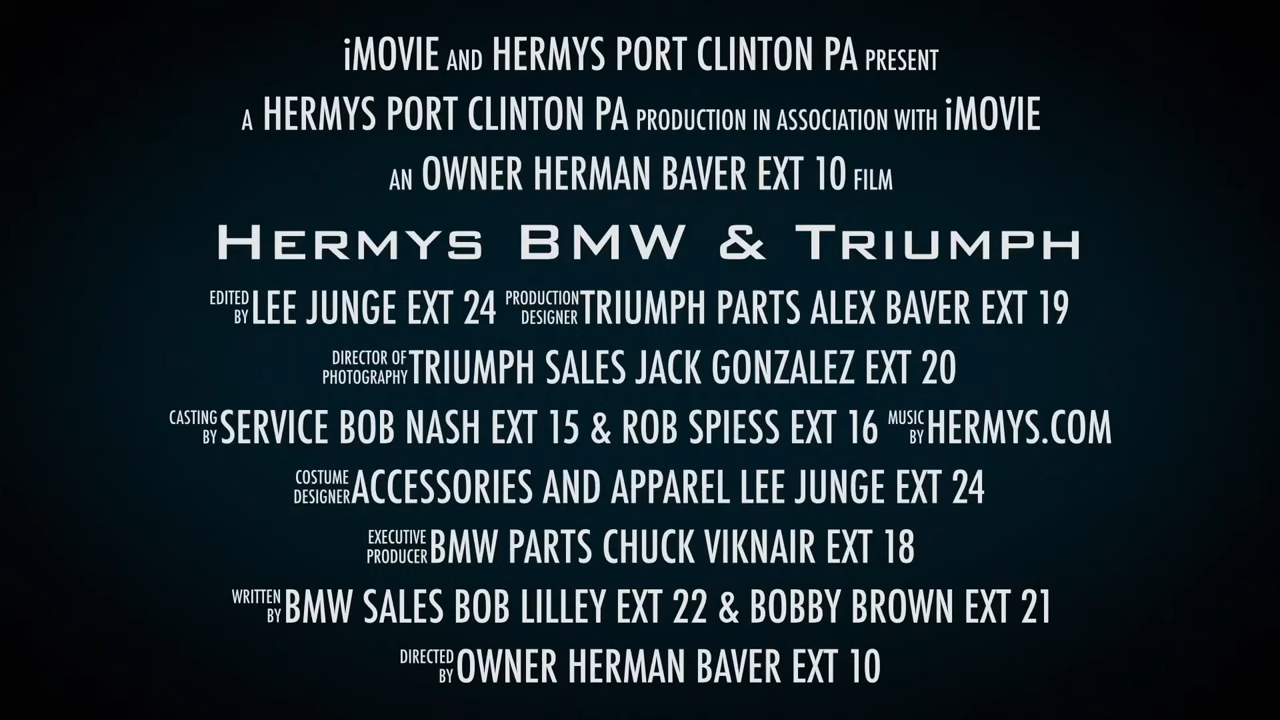 iMOVIE AND HERMYS PORT CLINTON PA PRESENT
A HERMYS PORT CLINTON PA PRODUCTION IN ASSOCIATION WITH iMOVIE
AN OWNER HERMAN BAVER EXT 10 FILM
HERMYS BMW & TRIUMPH
EDITED BY LEE JUNGE EXT 24 PRODUCTION DESIGNER TRIUMPH PARTS ALEX BAVER EXT 19
DIRECTOR OF PHOTOGRAPHY TRIUMPH SALES JACK GONZALEZ EXT 20
CASTING BY SERVICE BOB NASH EXT 15 & ROB SPIESS EXT 16 MUSIC BY HERMYS.COM
COSTUME DESIGNER ACCESSORIES AND APPAREL LEE JUNGE EXT 24
EXECUTIVE PRODUCER BMW PARTS CHUCK VIKNAIR EXT 18
WRITTEN BY BMW SALES BOB LILLEY EXT 22 & BOBBY BROWN EXT 21
DIRECTED BY OWNER HERMAN BAVER EXT 10